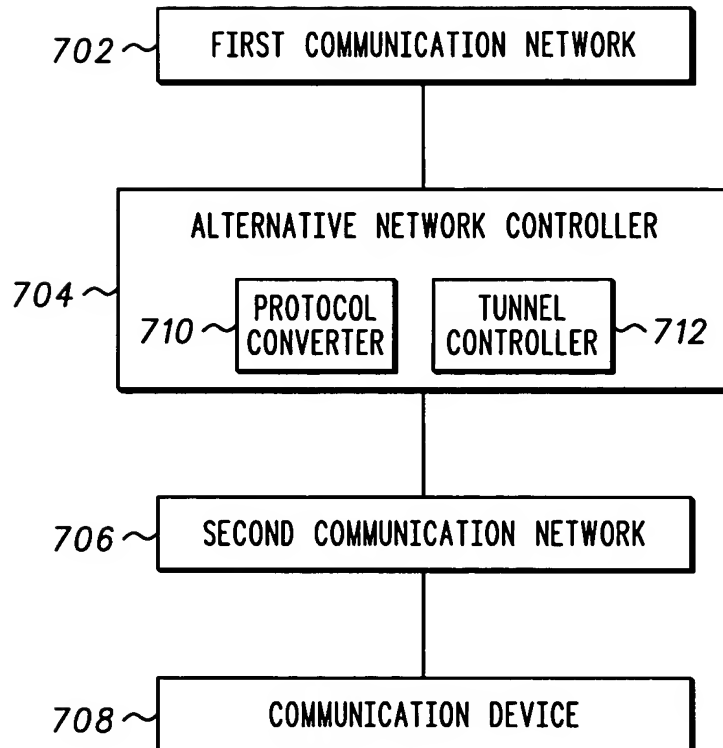 702
FIRST COMMUNICATION NETWORK
ALTERNATIVE NETWORK CONTROLLER
704
710
PROTOCOL
CONVERTER
TUNNEL
CONTROLLER
712
706
SECOND COMMUNICATION NETWORK
708
COMMUNICATION DEVICE